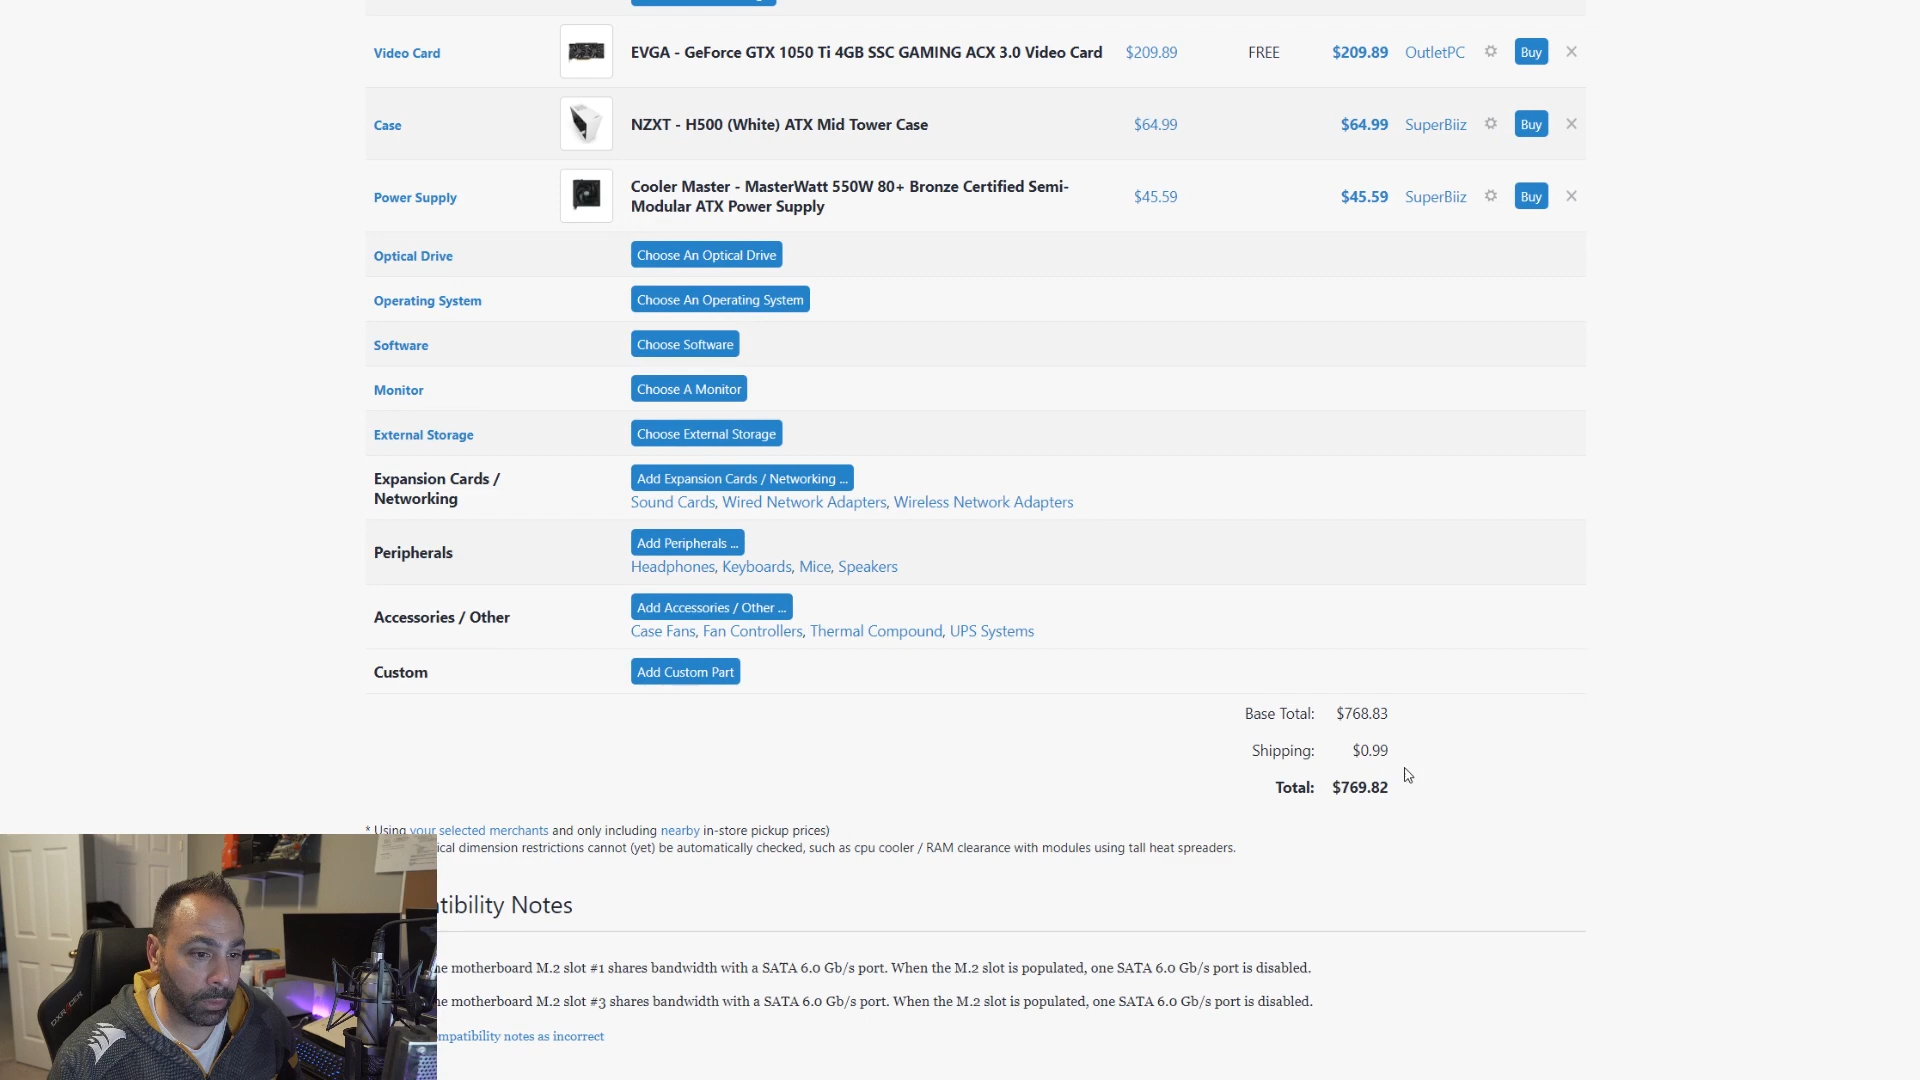 Video Card
EVGA - GeForce GTX 1050 Ti 4GB SSC GAMING ACX 3.0 Video Card $209.89 FREE $209.89 OutletPC Buy
Case
NZXT - H500 (White) ATX Mid Tower Case $64.99 $64.99 SuperBiiz Buy
Power Supply
Cooler Master - MasterWatt 550W 80+ Bronze Certified Semi-
Modular ATX Power Supply
$45.59 $45.59 SuperBiiz Buy
Optical Drive Choose An Optical Drive
Operating System Choose An Operating System
Software Choose Software
Monitor Choose A Monitor
External Storage Choose External Storage
Expansion Cards /
Networking
Add Expansion Cards / Networking ...
Sound Cards, Wired Network Adapters, Wireless Network Adapters
Peripherals
Add Peripherals ...
Headphones, Keyboards, Mice, Speakers
Accessories / Other
Add Accessories / Other ...
Case Fans, Fan Controllers, Thermal Compound, UPS Systems
Custom Add Custom Part
Base Total: $768.83
Shipping: $0.99
Total: $769.82
* Using your selected merchants and only including nearby in-store pickup prices)
ical dimension restrictions cannot (yet) be automatically checked, such as cpu cooler / RAM clearance with modules using tall heat spreaders.
atibility Notes
he motherboard M.2 slot #1 shares bandwidth with a SATA 6.0 Gb/s port. When the M.2 slot is populated, one SATA 6.0 Gb/s port is disabled.
he motherboard M.2 slot #3 shares bandwidth with a SATA 6.0 Gb/s port. When the M.2 slot is populated, one SATA 6.0 Gb/s port is disabled.
mpatibility notes as incorrect
DXRACER